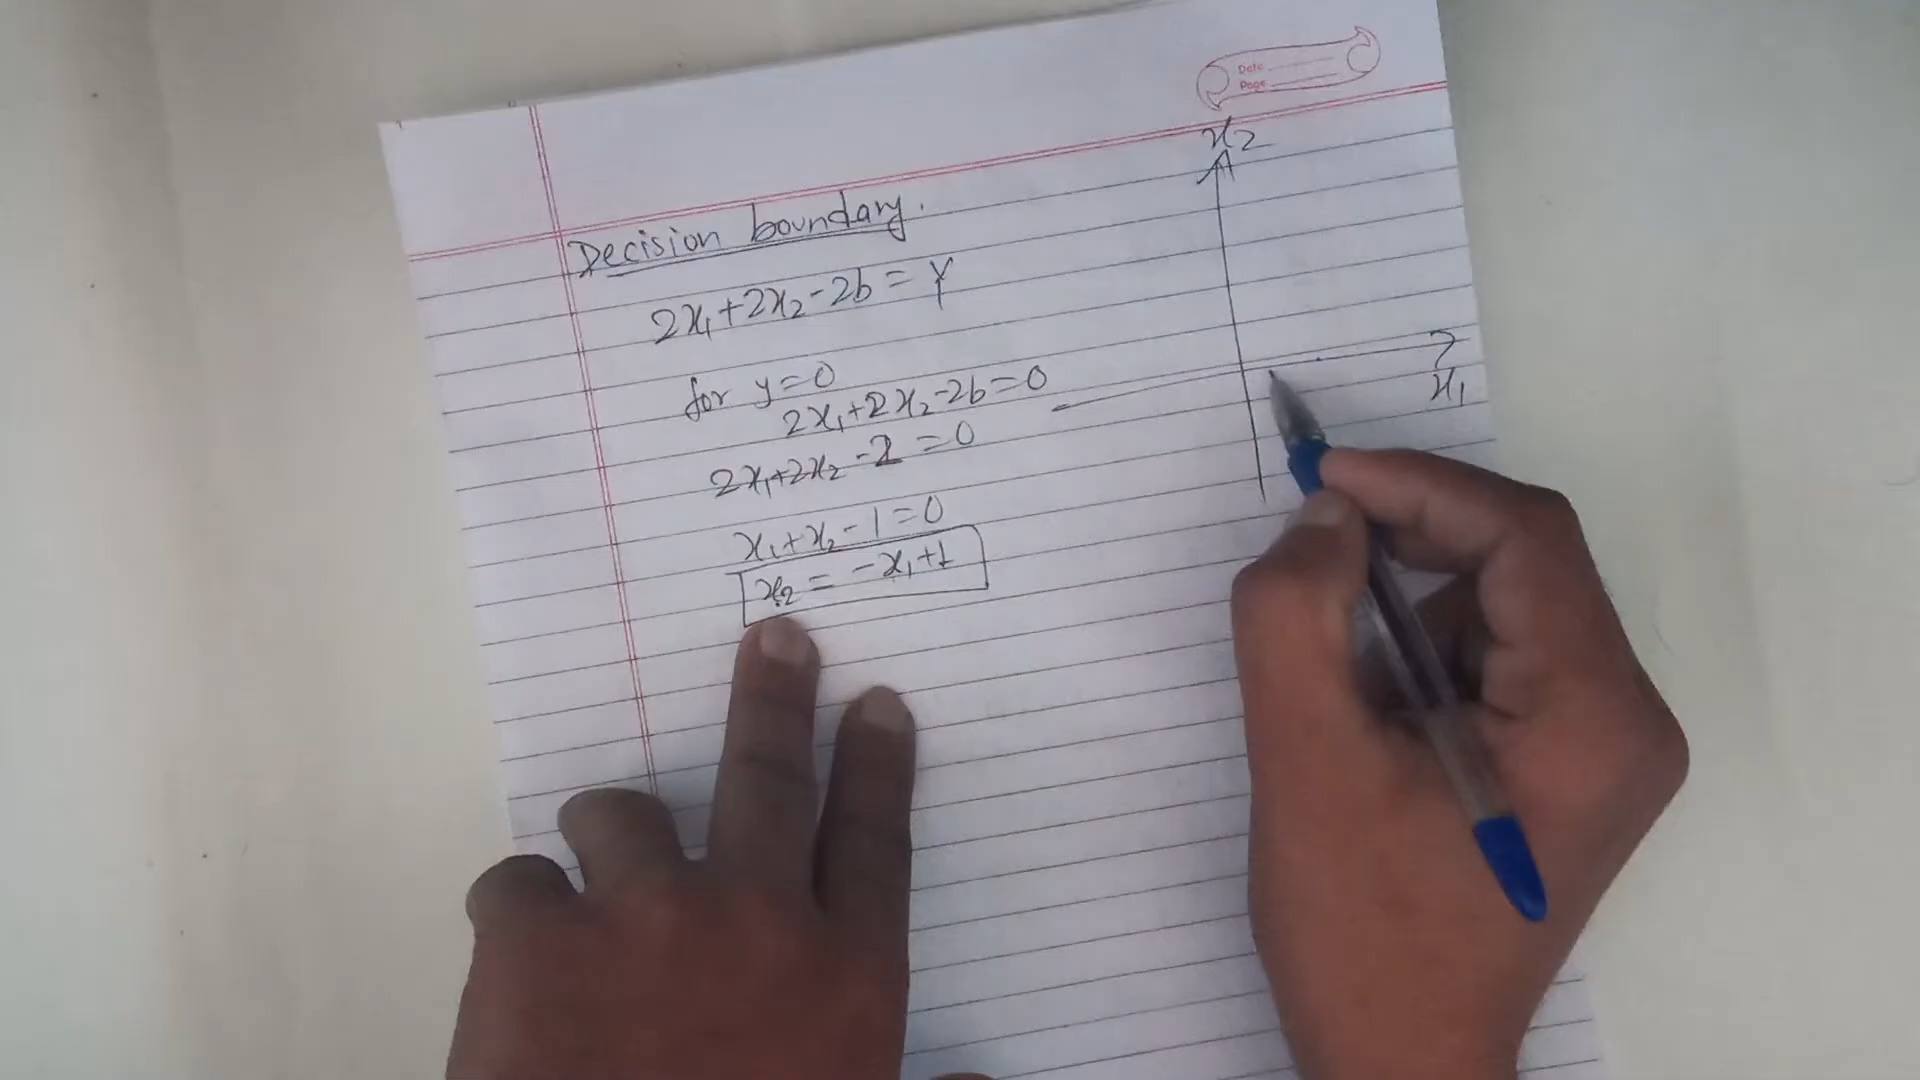 Date
Page
x2
Decision boundary.
2x₁+2x₂-2b = Y
for y=0
2x₁+2x₂-2b=0
2x₁+2x₂ -2 =0
x₁+x₂-1=0
x₂ = -x₁+1
x₁